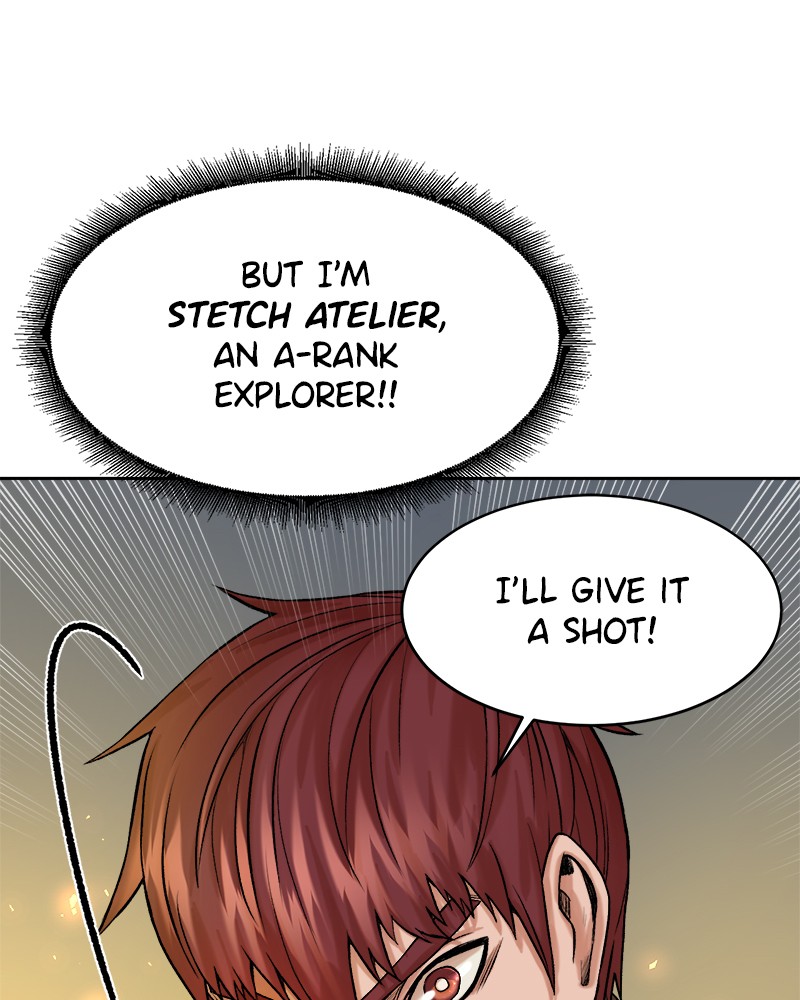 BUT I'M
STETCH ATELIER,
AN A-RANK
EXPLORER!!
I'LL GIVE IT
A SHOT!